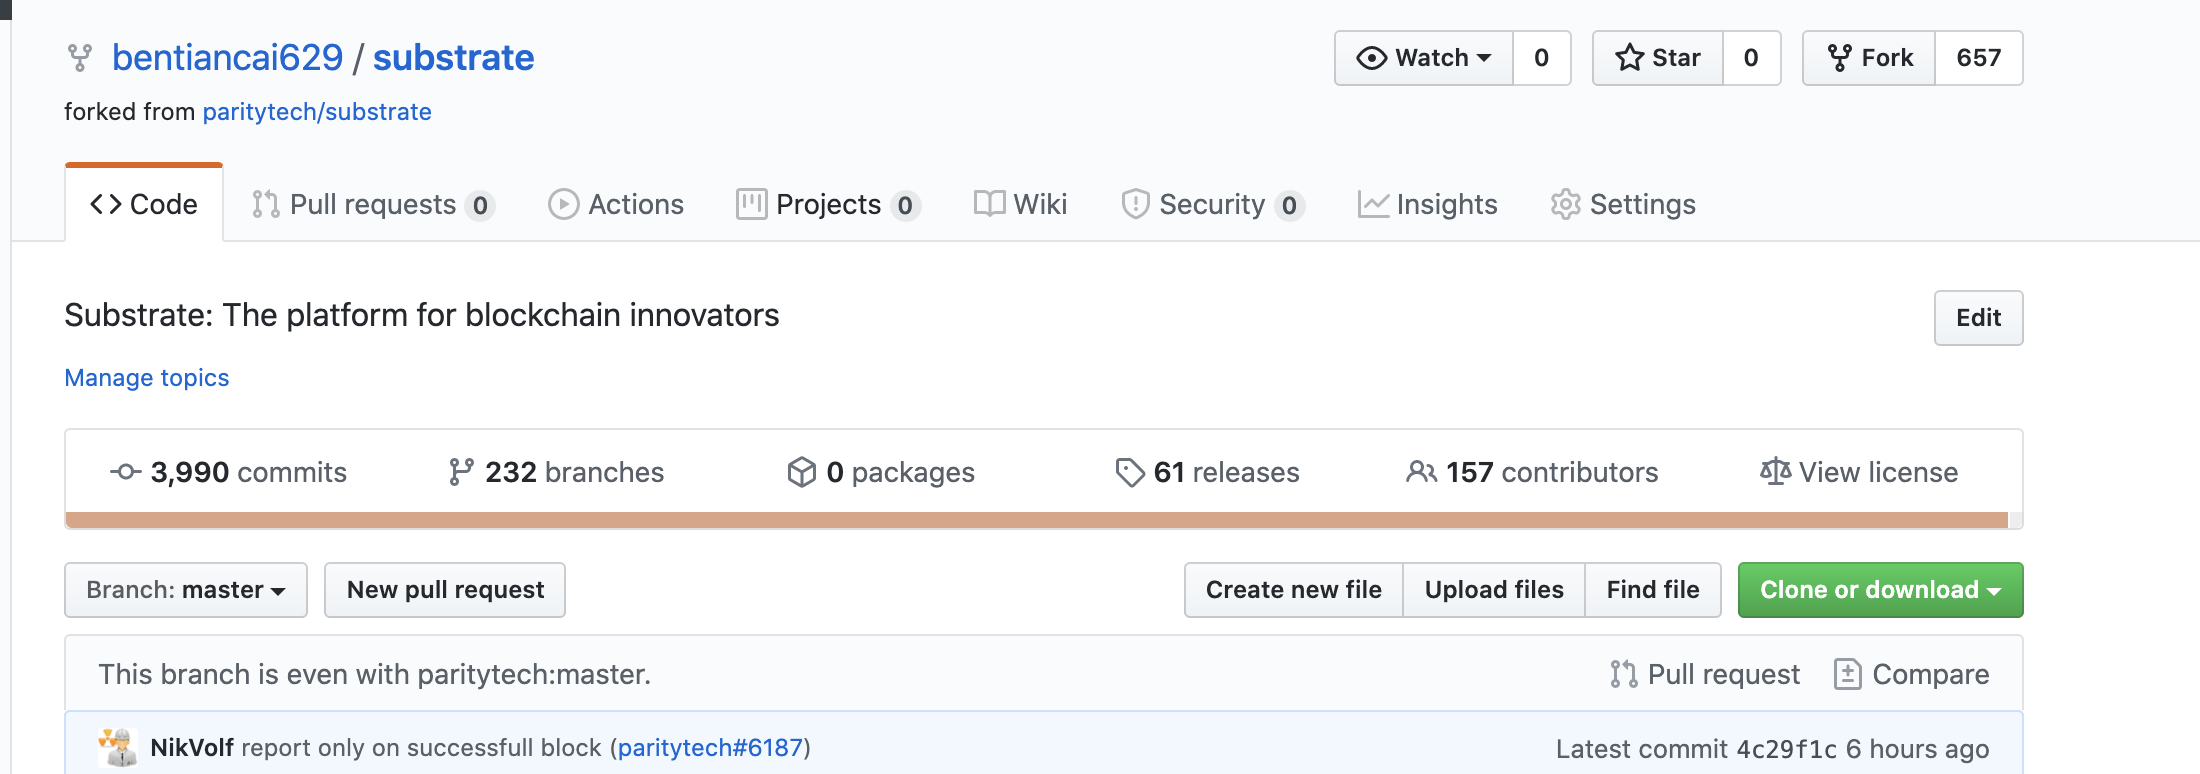 bentiancai629 / substrate
Watch 0 Star 0 Fork 657
forked from paritytech/substrate
Code Pull requests 0 Actions Projects 0 Wiki Security 0 Insights Settings
Substrate: The platform for blockchain innovators
Edit
Manage topics
3,990 commits 232 branches 0 packages 61 releases 157 contributors View license
Branch: master New pull request Create new file Upload files Find file Clone or download
This branch is even with paritytech:master. Pull request Compare
NikVolf report only on successfull block (paritytech#6187) Latest commit 4c29f1c 6 hours ago